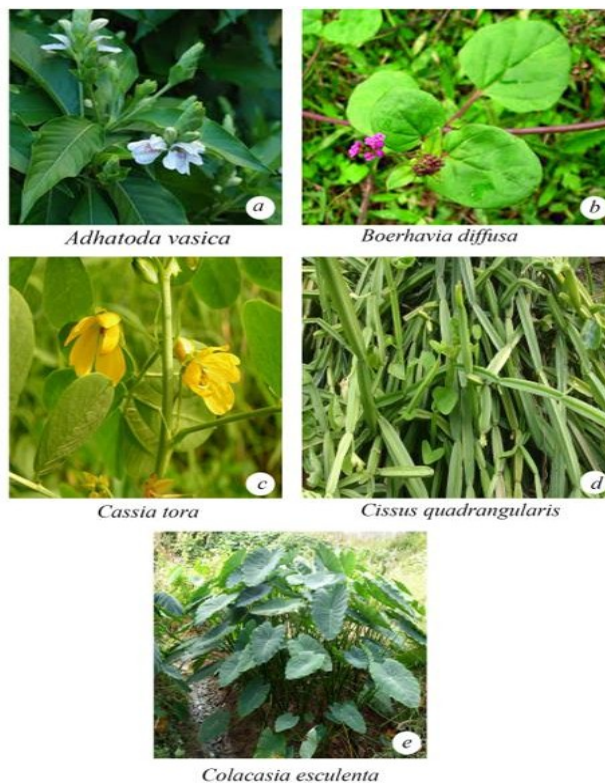 a
Adhatoda vasica
b
Boerhavia diffusa
c
Cassia tora
d
Cissus quadrangularis
e
Colacasia esculenta